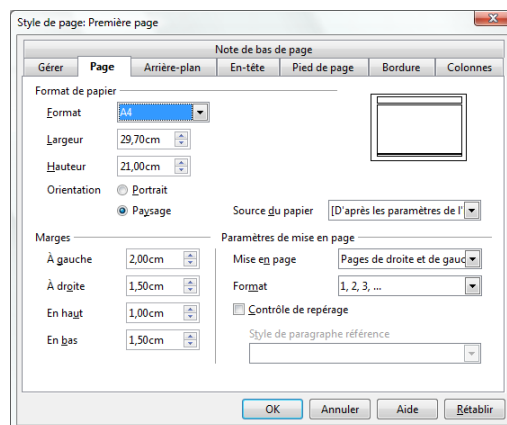 Style de page: Première page
Note de bas de page
Gérer Page Arrière-plan En-tête Pied de page Bordure Colonnes
Format de papier
Format A4
Largeur 29,70cm
Hauteur 21,00cm
Orientation Portrait
Paysage Source du papier [D'après les paramètres de l'
Marges Paramètres de mise en page
À gauche 2,00cm Mise en page Pages de droite et de gauc
À droite 1,50cm Format 1, 2, 3, ...
En haut 1,00cm Contrôle de repérage
En bas 1,50cm Style de paragraphe référence
OK Annuler Aide Rétablir